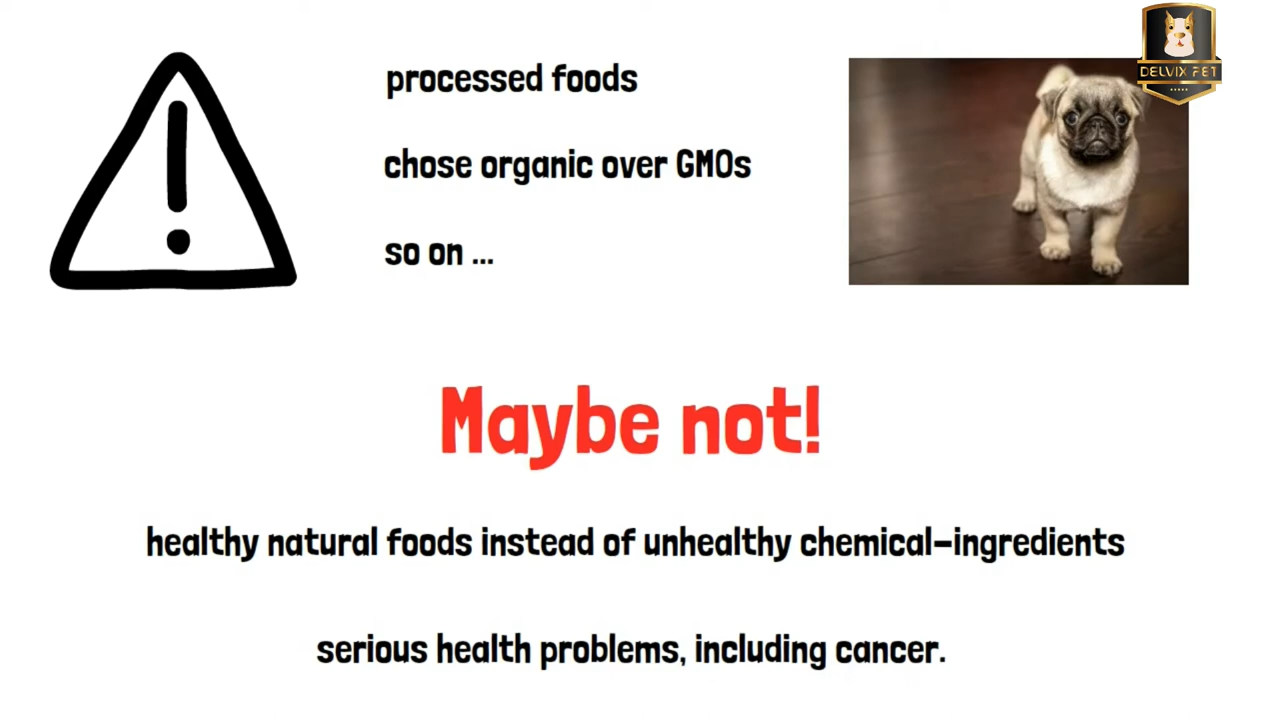 DELVIX PET
processed foods
chose organic over GMOs
so on ...
Maybe not!
healthy natural foods instead of unhealthy chemical-ingredients
serious health problems, including cancer.